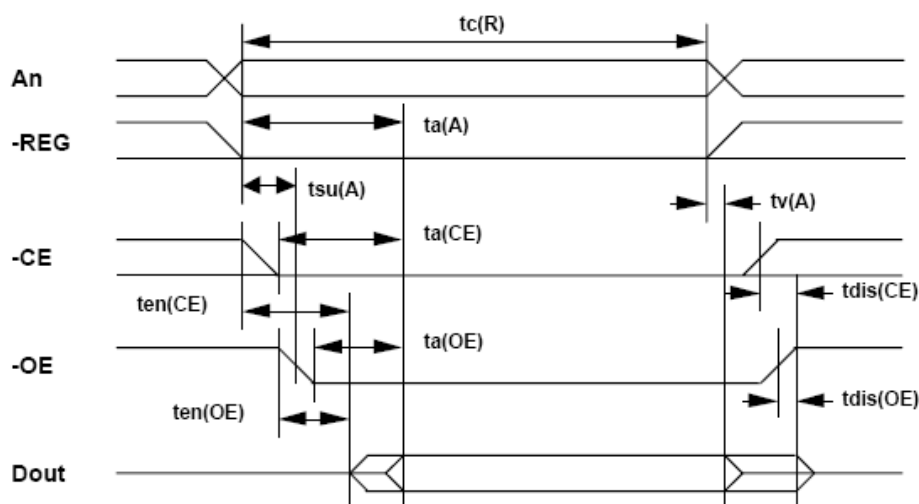 tc(R)
An
ta(A)
-REG
tsu(A)
tv(A)
ta(CE)
-CE
ten(CE)
tdis(CE)
ta(OE)
-OE
ten(OE)
tdis(OE)
Dout